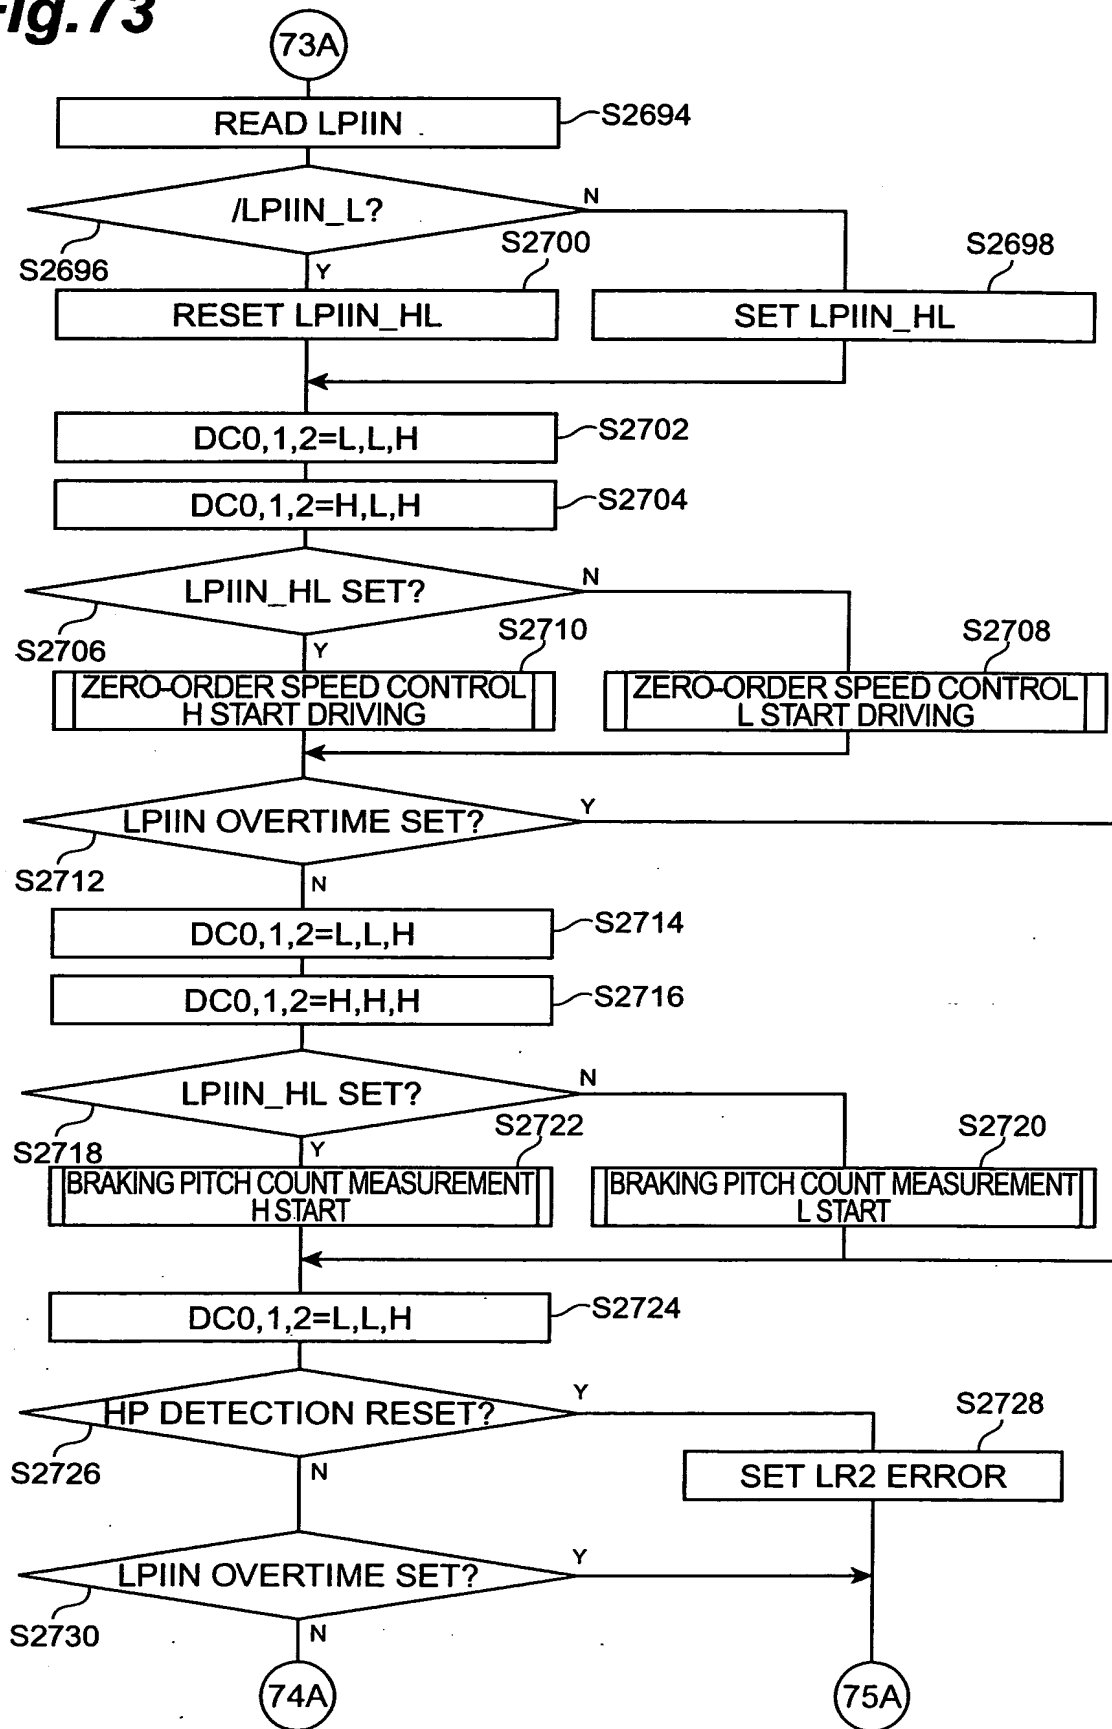 Fig.73
73A
READ LPIIN
S2694
/LPIIN_L?
N
S2696
Y
S2700
S2698
RESET LPIIN_HL
SET LPIIN_HL
DC0,1,2=L,L,H
S2702
DC0,1,2=H,L,H
S2704
LPIIN_HL SET?
N
S2706
Y
S2710
S2708
ZERO-ORDER SPEED CONTROL
H START DRIVING
ZERO-ORDER SPEED CONTROL
L START DRIVING
LPIIN OVERTIME SET?
Y
S2712
N
DC0,1,2=L,L,H
S2714
DC0,1,2=H,H,H
S2716
LPIIN_HL SET?
N
S2718
Y
S2722
S2720
BRAKING PITCH COUNT MEASUREMENT
H START
BRAKING PITCH COUNT MEASUREMENT
L START
DC0,1,2=L,L,H
S2724
HP DETECTION RESET?
Y
S2726
N
S2728
SET LR2 ERROR
LPIIN OVERTIME SET?
Y
S2730
N
74A
75A